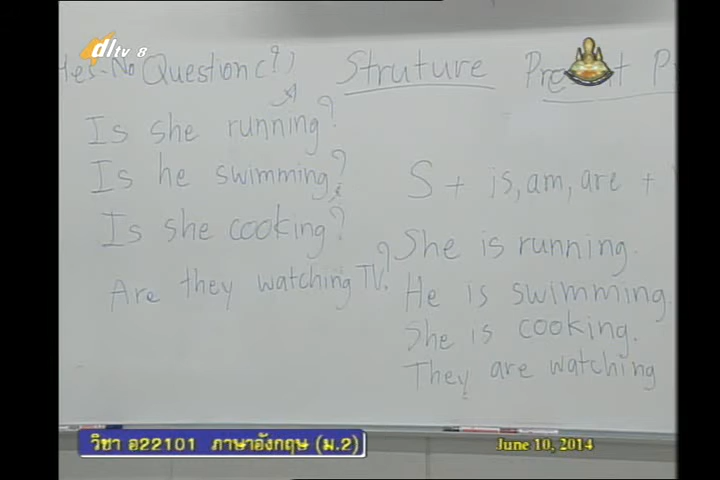 dltv 8
Yes-No Question(?)
Is she running?
Is he swimming?
Is she cooking?
Are they watching TV?
Struture
S + is, am, are +
She is running.
He is swimming.
She is cooking.
They are watching
วิชา อ22101 ภาษาอังกฤษ (ม.2)
June 10, 2014